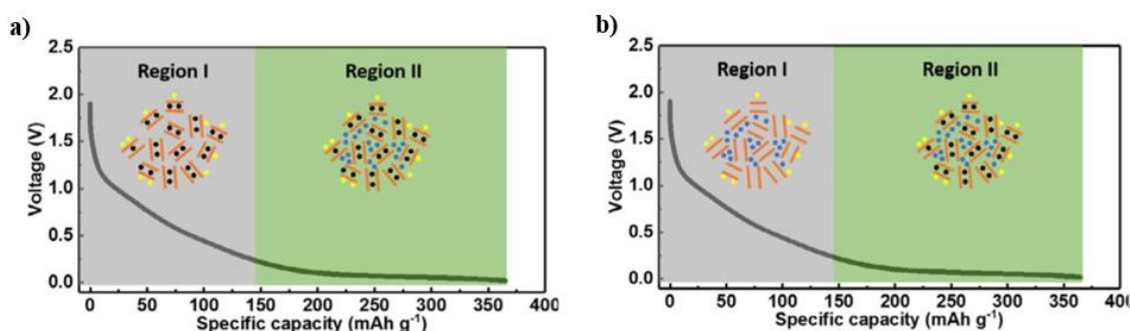 a)
2.5
2.0
1.5
1.0
0.5
0.0
Voltage (V)
Region I
Region II
0 50 100 150 200 250 300 350 400
Specific capacity (mAh g⁻¹)
b)
2.5
2.0
1.5
1.0
0.5
0.0
Voltage (V)
Region I
Region II
0 50 100 150 200 250 300 350 400
Specific capacity (mAh g⁻¹)